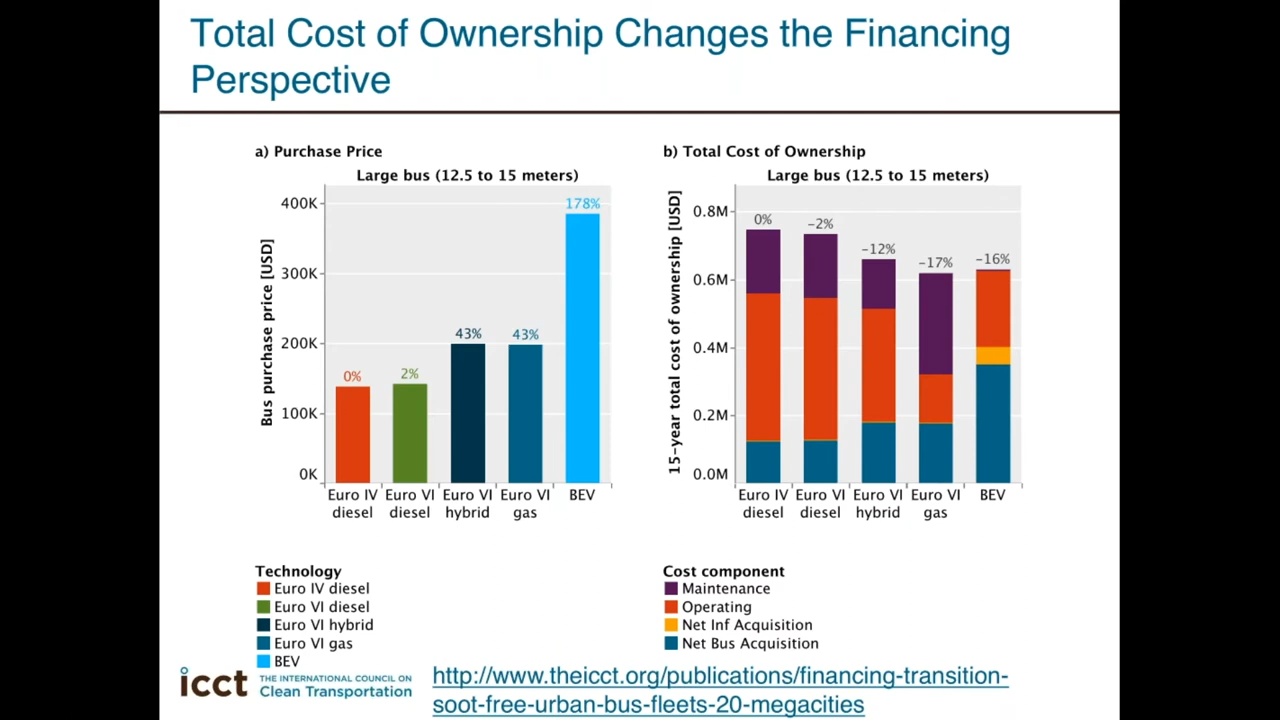 Total Cost of Ownership Changes the Financing
Perspective
a) Purchase Price
Large bus (12.5 to 15 meters)
Bus purchase price [USD]
400K
300K
200K
100K
0K
0%
2%
43%
43%
178%
Euro IV
diesel
Euro VI
diesel
Euro VI
hybrid
Euro VI
gas
BEV
Technology
Euro IV diesel
Euro VI diesel
Euro VI hybrid
Euro VI gas
BEV
b) Total Cost of Ownership
Large bus (12.5 to 15 meters)
15-year total cost of ownership [USD]
0.8M
0.6M
0.4M
0.2M
0.0M
0%
-2%
-12%
-17%
-16%
Euro IV
diesel
Euro VI
diesel
Euro VI
hybrid
Euro VI
gas
BEV
Cost component
Maintenance
Operating
Net Inf Acquisition
Net Bus Acquisition
icct
THE INTERNATIONAL COUNCIL ON
Clean Transportation
http://www.theicct.org/publications/financing-transition-
soot-free-urban-bus-fleets-20-megacities